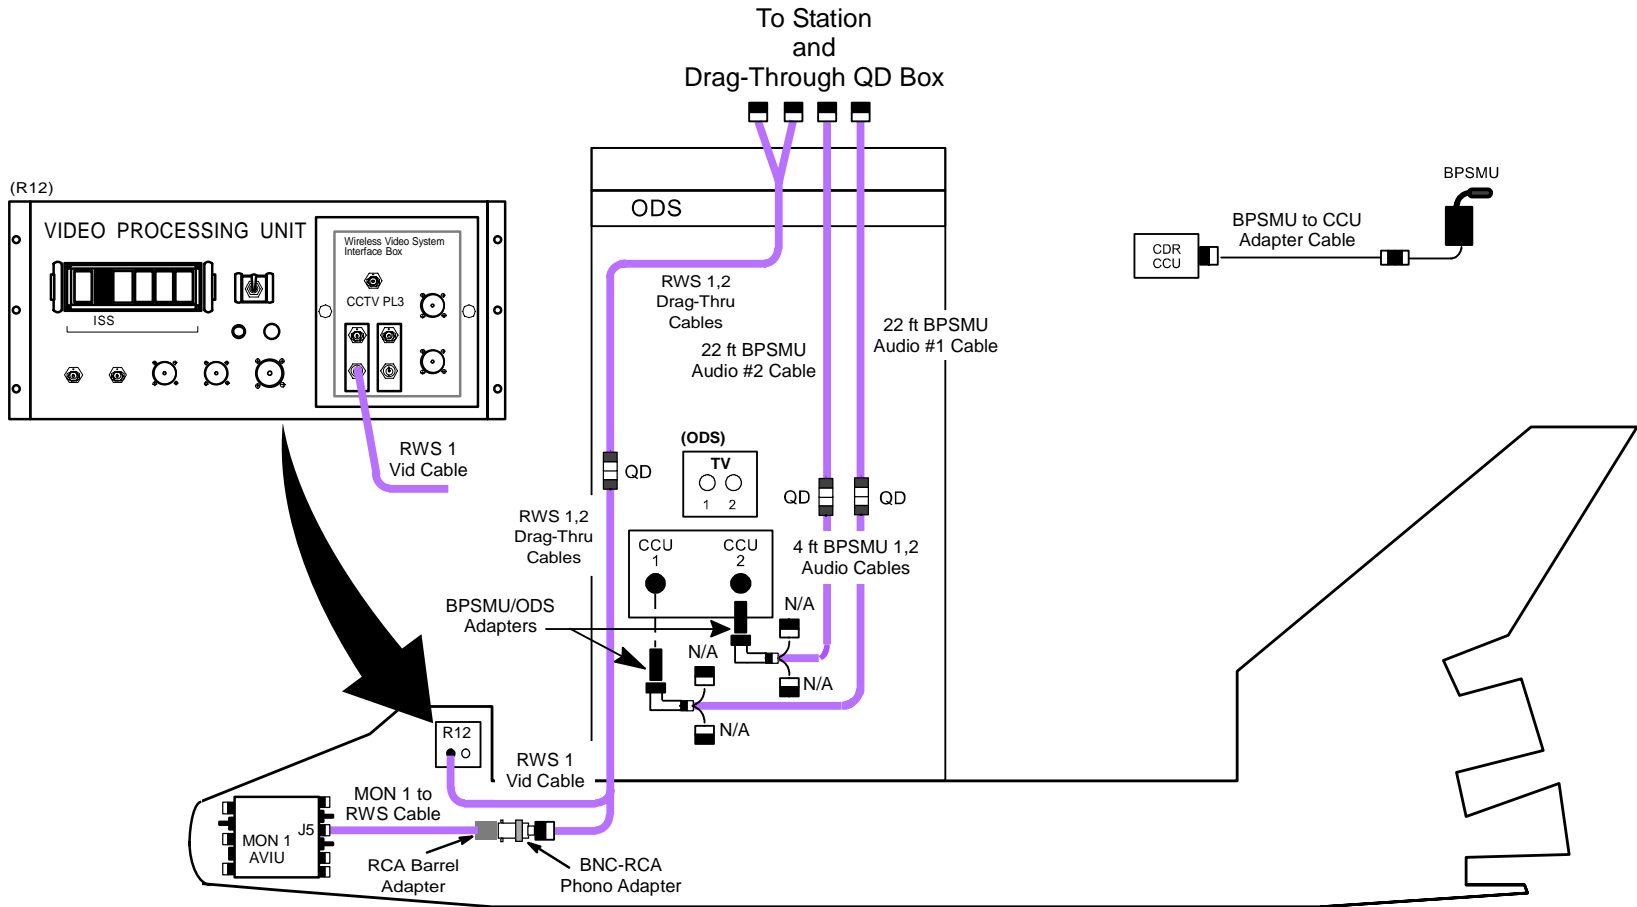 To Station
and
Drag-Through QD Box
(R12)
VIDEO PROCESSING UNIT
Wireless Video System
Interface Box
CCTV PL3
ISS
RWS 1
Vid Cable
ODS
RWS 1,2
Drag-Thru
Cables
22 ft BPSMU
Audio #2 Cable
22 ft BPSMU
Audio #1 Cable
BPSMU
BPSMU to CCU
Adapter Cable
CDR
CCU
(ODS)
TV
1 2
QD
QD
QD
RWS 1,2
Drag-Thru
Cables
CCU
1
CCU
2
4 ft BPSMU 1,2
Audio Cables
BPSMU/ODS
Adapters
N/A
N/A
N/A
N/A
R12
RWS 1
Vid Cable
MON 1 to
RWS Cable
J5
MON 1
AVIU
RCA Barrel
Adapter
BNC-RCA
Phono Adapter